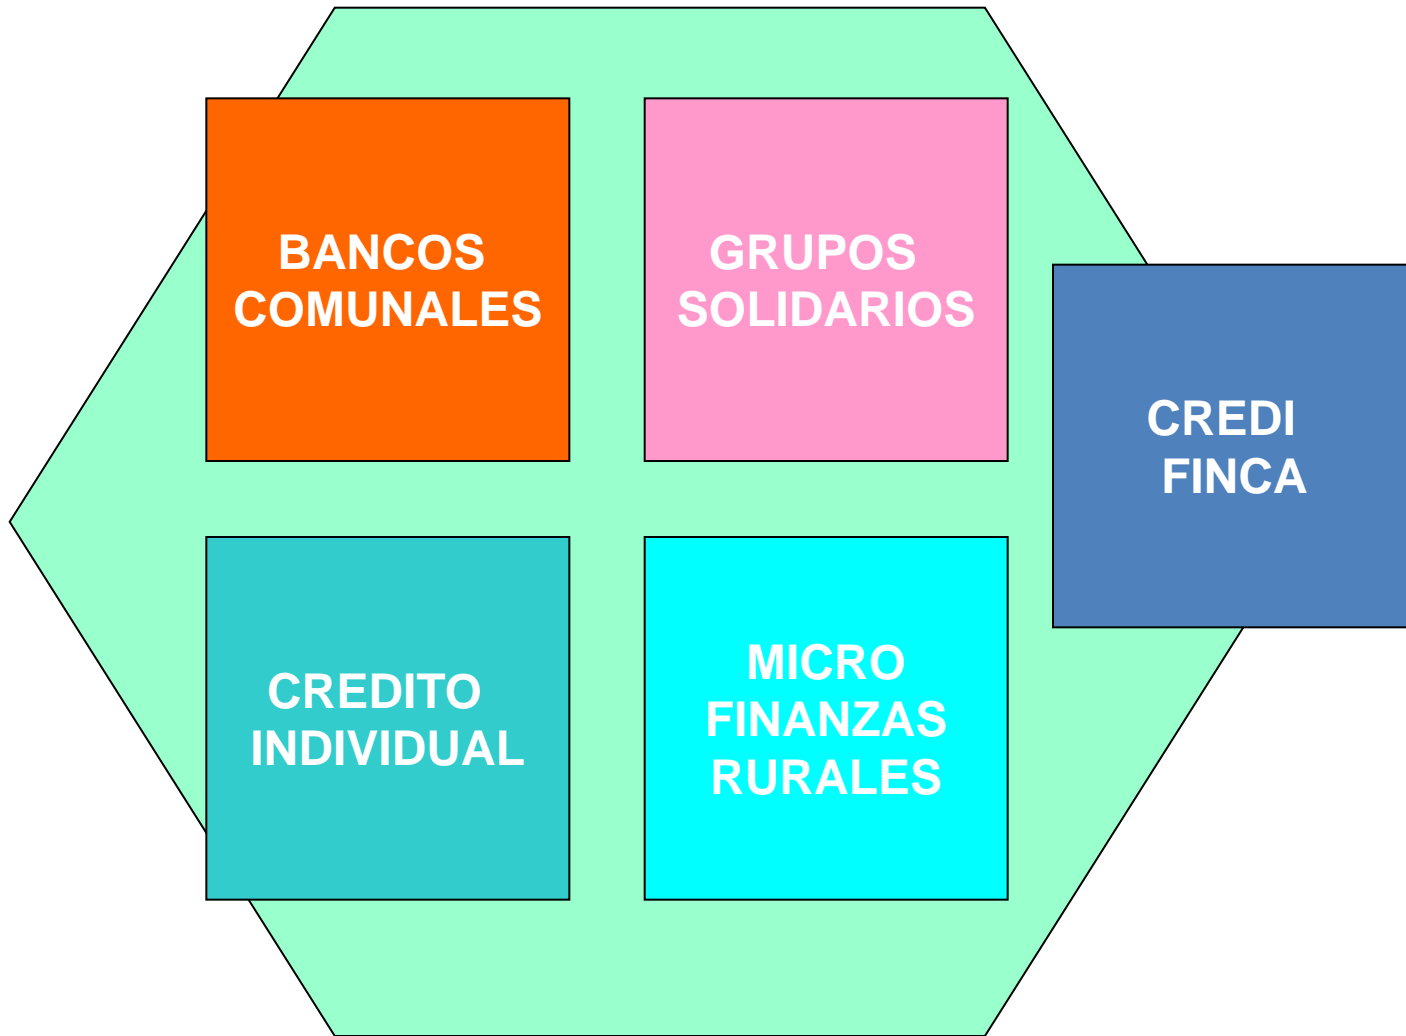 BANCOS
COMUNALES
GRUPOS
SOLIDARIOS
CREDI
FINCA
CREDITO
INDIVIDUAL
MICRO
FINANZAS
RURALES